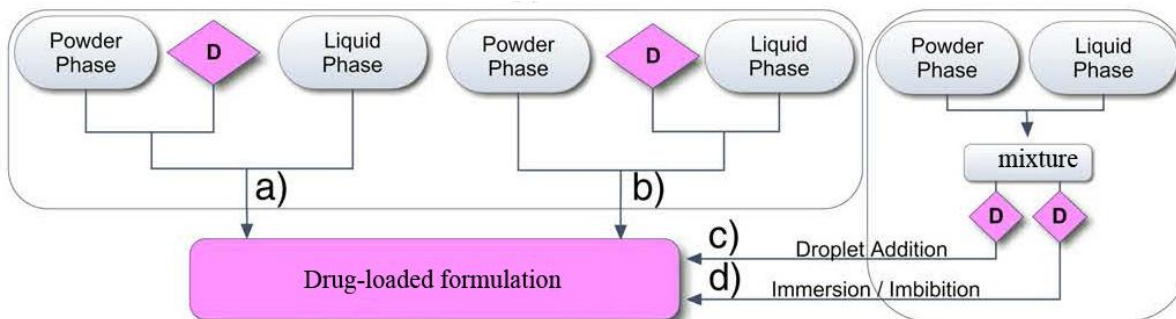 Powder
Phase
D
Liquid
Phase
Powder
Phase
D
Liquid
Phase
Powder
Phase
Liquid
Phase
mixture
D
D
a)
b)
c)
Droplet Addition
Drug-loaded formulation
d)
Immersion / Imbibition